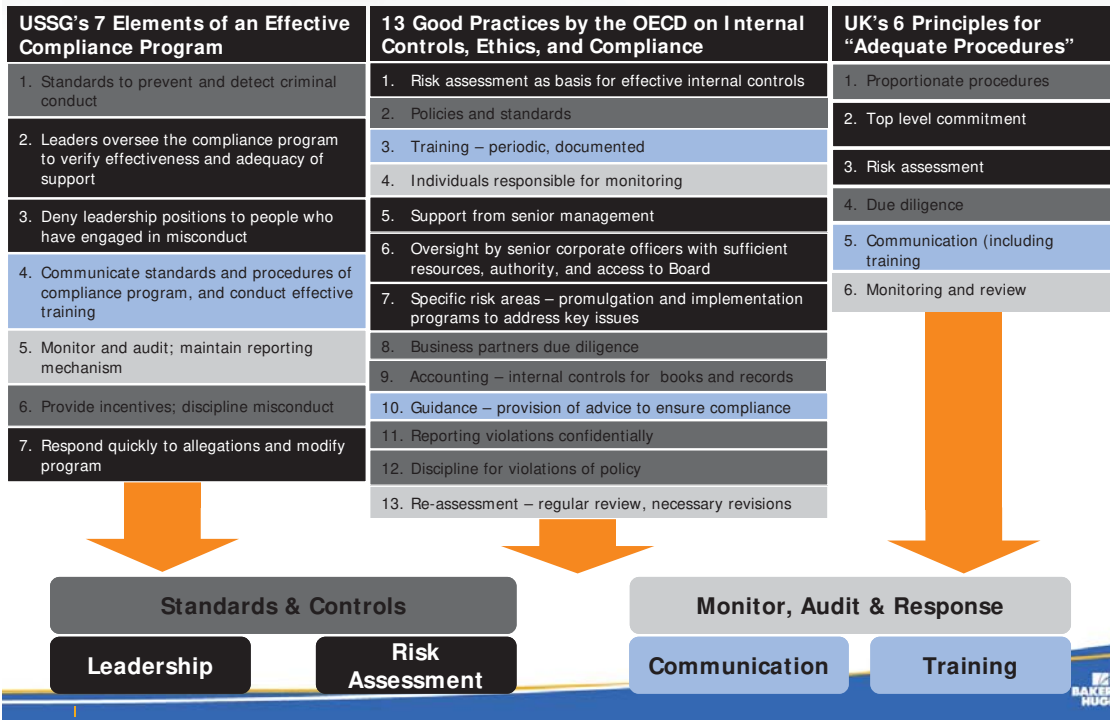 USSG's 7 Elements of an Effective
Compliance Program
1. Standards to prevent and detect criminal
conduct
2. Leaders oversee the compliance program
to verify effectiveness and adequacy of
support
3. Deny leadership positions to people who
have engaged in misconduct
4. Communicate standards and procedures of
compliance program, and conduct effective
training
5. Monitor and audit; maintain reporting
mechanism
6. Provide incentives; discipline misconduct
7. Respond quickly to allegations and modify
program
13 Good Practices by the OECD on Internal
Controls, Ethics, and Compliance
1. Risk assessment as basis for effective internal controls
2. Policies and standards
3. Training – periodic, documented
4. Individuals responsible for monitoring
5. Support from senior management
6. Oversight by senior corporate officers with sufficient
resources, authority, and access to Board
7. Specific risk areas – promulgation and implementation
programs to address key issues
8. Business partners due diligence
9. Accounting – internal controls for books and records
10. Guidance – provision of advice to ensure compliance
11. Reporting violations confidentially
12. Discipline for violations of policy
13. Re-assessment – regular review, necessary revisions
UK's 6 Principles for
"Adequate Procedures"
1. Proportionate procedures
2. Top level commitment
3. Risk assessment
4. Due diligence
5. Communication (including
training
6. Monitoring and review
Standards & Controls
Monitor, Audit & Response
Leadership
Risk
Assessment
Communication
Training
BAKER
HUG